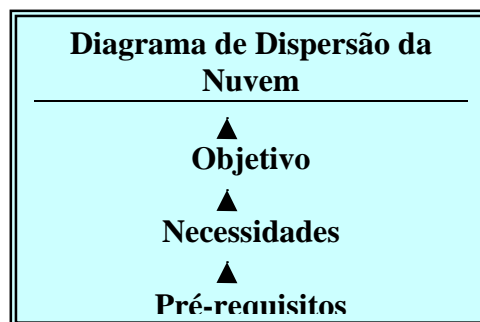 Diagrama de Dispersão da
Nuvem
Objetivo
Necessidades
Pré-requisitos